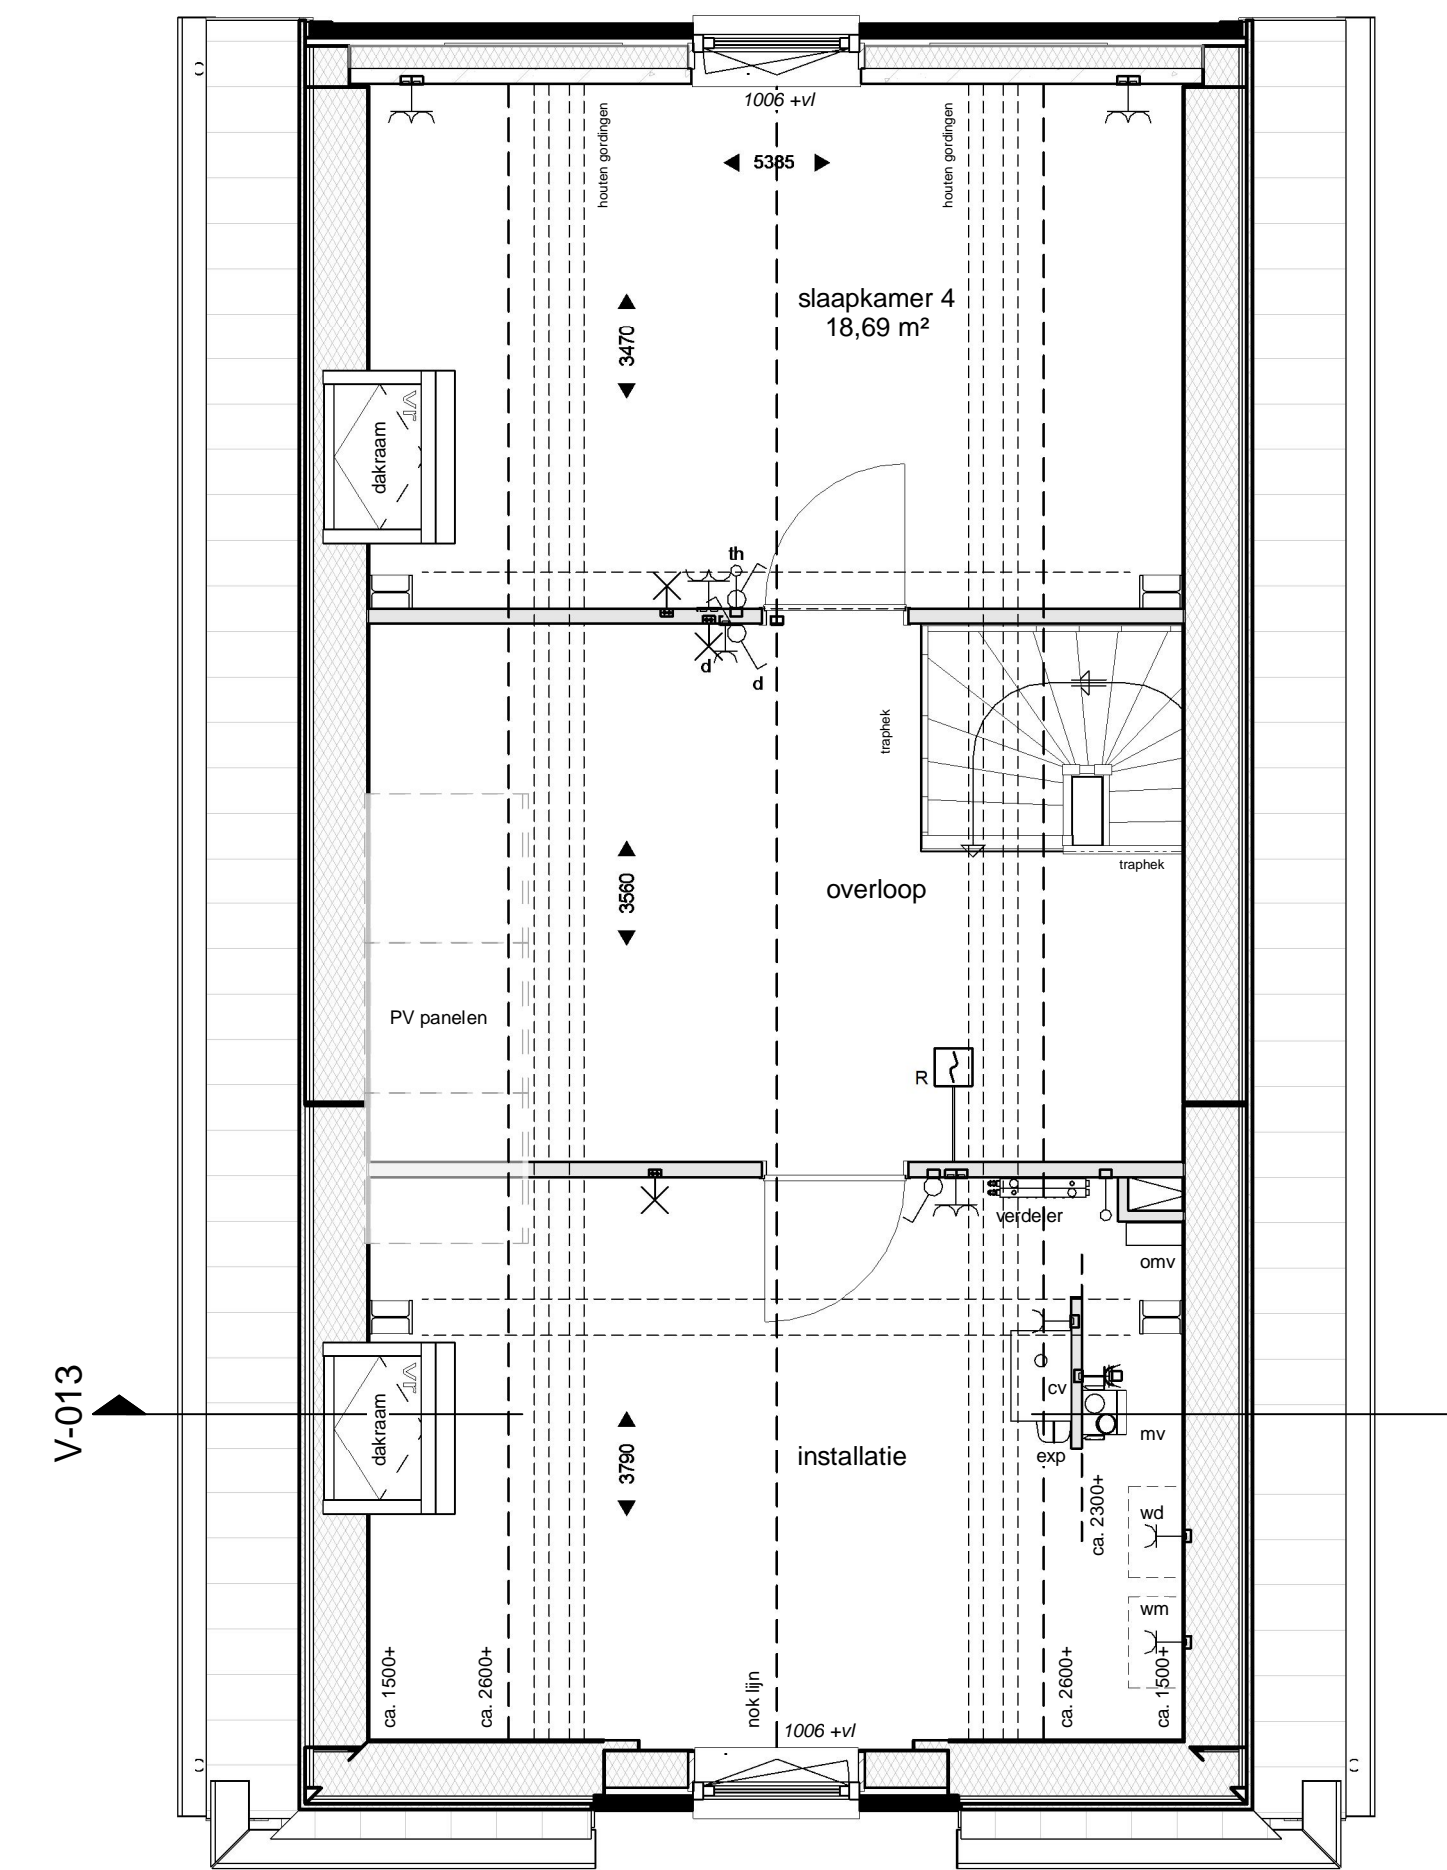 1006 +vl
houten gordingen
houten gordingen
5385
slaapkamer 4
18,69 m²
3470
dakraam
vr
th
d
d
traphek
traphek
3560
overloop
PV panelen
R
verdeler
omv
cv
mv
exp
V-013
dakraam
vr
3790
installatie
ca. 2300+
wd
wm
ca. 1500+
ca. 2600+
nok lijn
ca. 2600+
ca. 1500+
1006 +vl